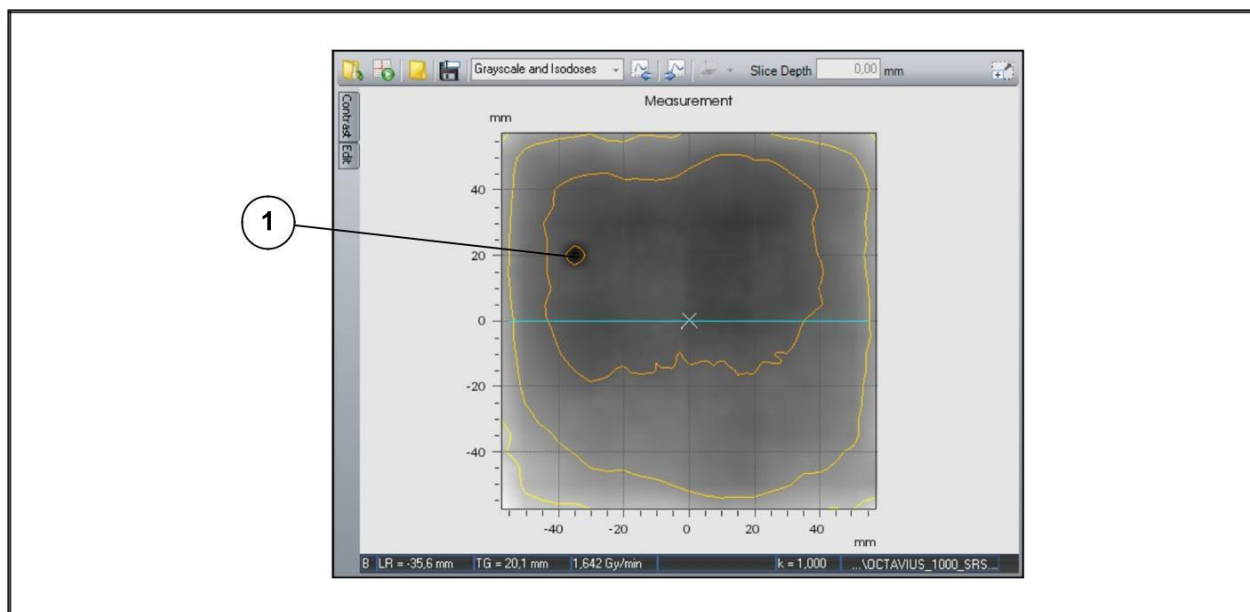 Grayscale and Isodoses Slice Depth 0,00 mm
Contrast
Edit
Measurement
mm
40
1
20
0
-20
-40
-40 -20 0 20 40
mm
B LR = -35,6 mm TG = 20,1 mm 1,642 Gy/min k = 1,000 ...\OCTAVIUS_1000_SRS...